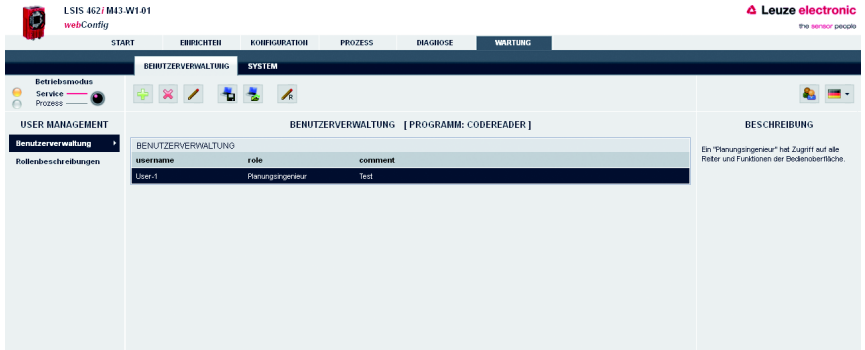 LSIS 462i M43-W1-01
webConfig
Leuze electronic
the sensor people
START EINRICHTEN KONFIGURATION PROZESS DIAGNOSE WARTUNG
BENUTZERVERWALTUNG SYSTEM
Betriebsmodus
Service
Prozess
R
USER MANAGEMENT
Benutzerverwaltung
Rollenbeschreibungen
BENUTZERVERWALTUNG [ PROGRAMM: CODEREADER ]
BENUTZERVERWALTUNG
username role comment
User-1 Planungsingenieur Test
BESCHREIBUNG
Ein "Planungsingenieur" hat Zugriff auf alle
Reiter und Funktionen der Bedienoberfläche.